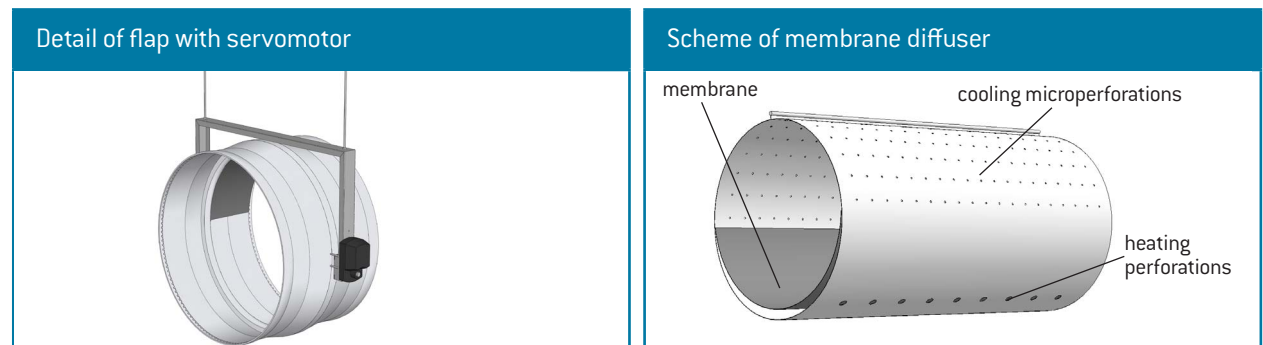 Detail of flap with servomotor
Scheme of membrane diffuser
membrane
cooling microperforations
heating
perforations